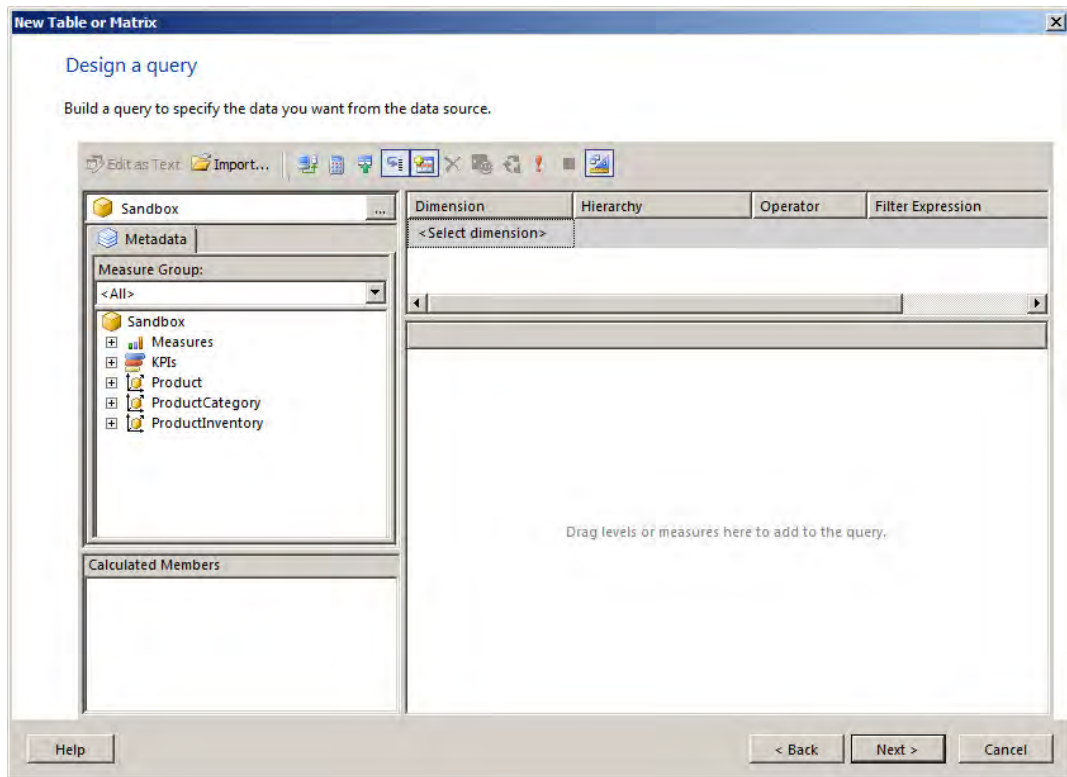 New Table or Matrix
Design a query
Build a query to specify the data you want from the data source.
Edit as Text Import...
Sandbox ...
Metadata
Measure Group:
<All>
Sandbox
Measures
KPIs
Product
ProductCategory
ProductInventory
Calculated Members
Dimension Hierarchy Operator Filter Expression
<Select dimension>
Drag levels or measures here to add to the query.
Help < Back Next > Cancel